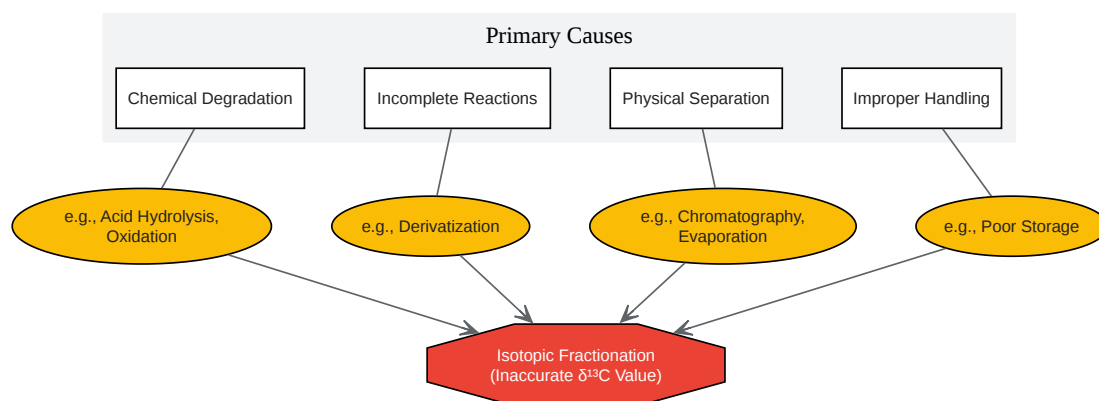 Primary Causes
Chemical Degradation
Incomplete Reactions
Physical Separation
Improper Handling
e.g., Acid Hydrolysis,
Oxidation
e.g., Derivatization
e.g., Chromatography,
Evaporation
e.g., Poor Storage
Isotopic Fractionation
(Inaccurate δ¹³C Value)